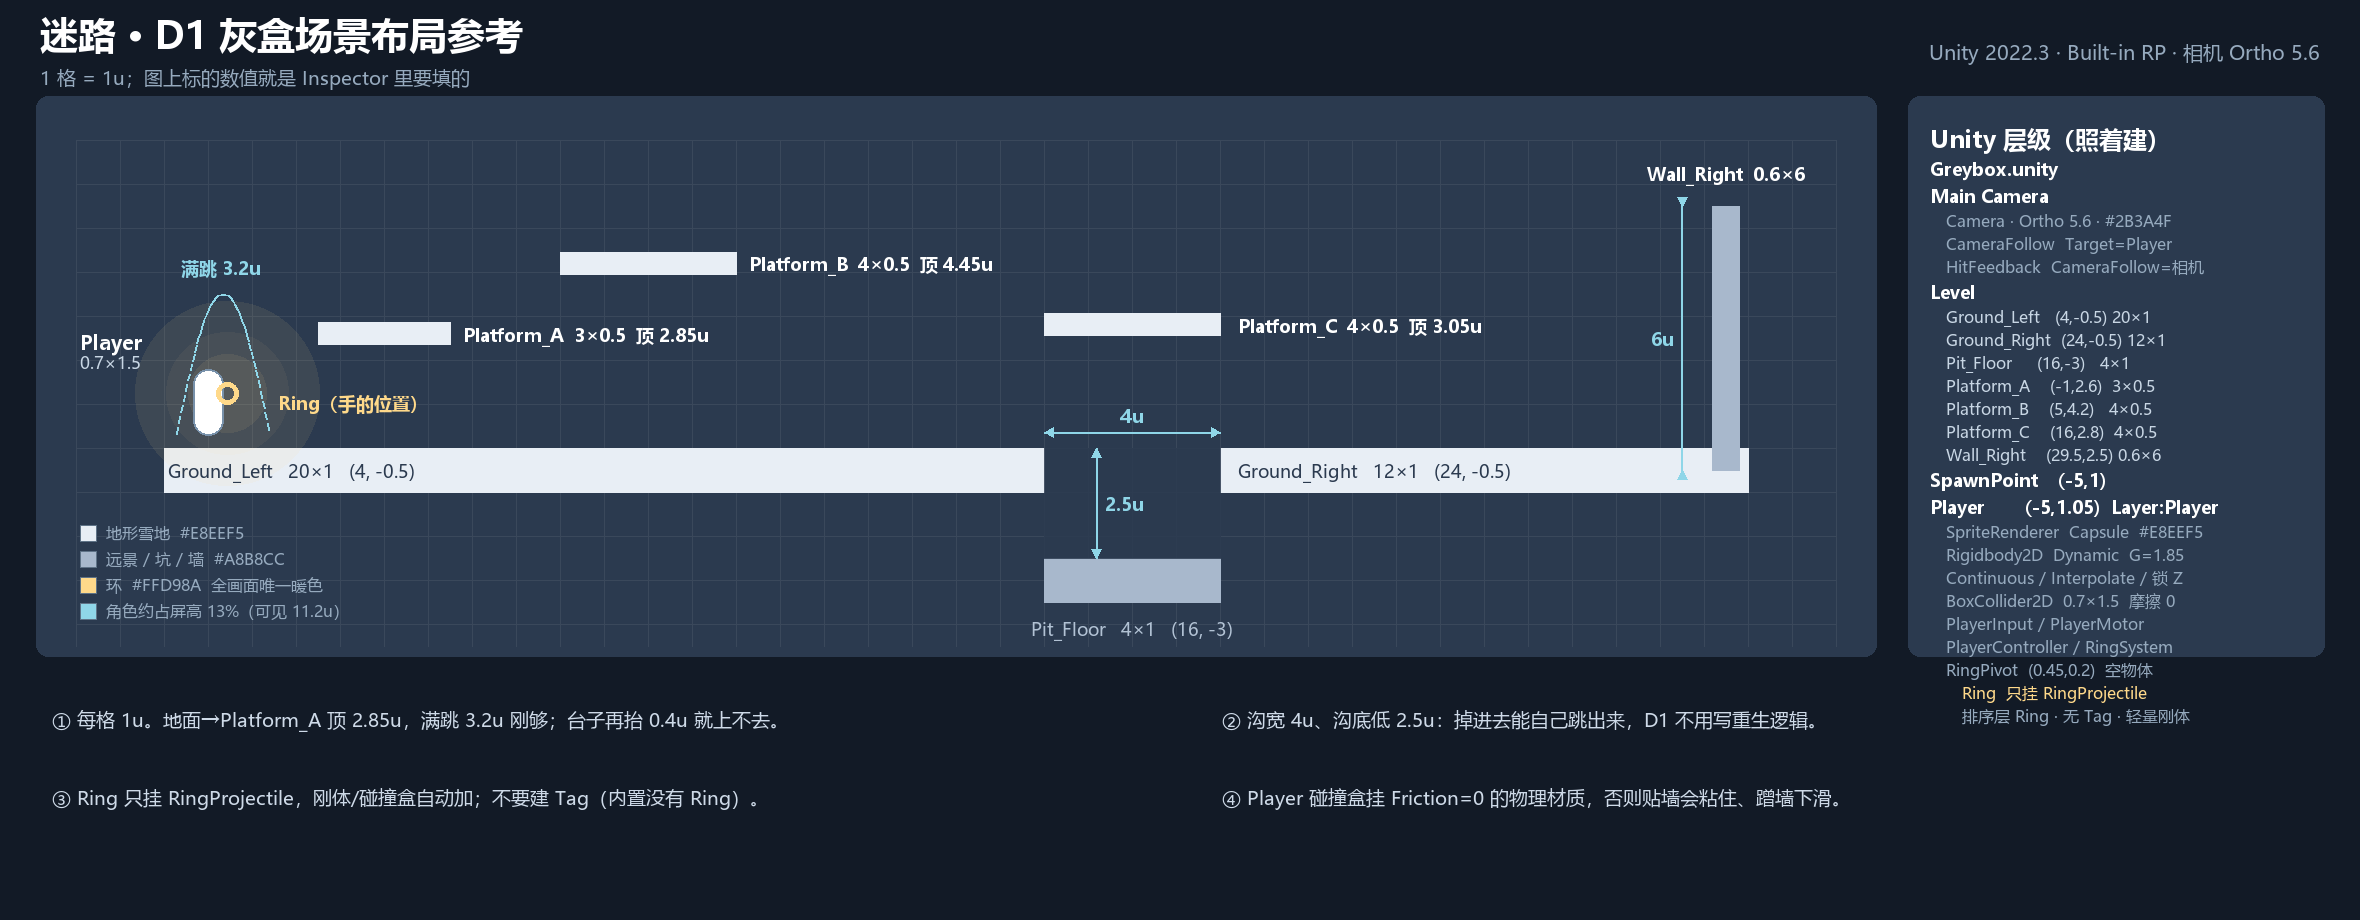 迷路 • D1 灰盒场景布局参考
1 格 = 1u；图上标的数值就是 Inspector 里要填的
Unity 2022.3 · Built-in RP · 相机 Ortho 5.6
Wall_Right 0.6×6
满跳 3.2u
Platform_B 4×0.5 顶 4.45u
Player
0.7×1.5
Platform_A 3×0.5 顶 2.85u
Platform_C 4×0.5 顶 3.05u
6u
Ring（手的位置）
4u
Ground_Left 20×1 (4, -0.5)
Ground_Right 12×1 (24, -0.5)
2.5u
地形雪地 #E8EEF5
远景 / 坑 / 墙 #A8B8CC
环 #FFD98A 全画面唯一暖色
角色约占屏高 13%（可见 11.2u）
Pit_Floor 4×1 (16, -3)
Unity 层级（照着建）
Greybox.unity
Main Camera
Camera · Ortho 5.6 · #2B3A4F
CameraFollow Target=Player
HitFeedback CameraFollow=相机
Level
Ground_Left (4,-0.5) 20×1
Ground_Right (24,-0.5) 12×1
Pit_Floor (16,-3) 4×1
Platform_A (-1,2.6) 3×0.5
Platform_B (5,4.2) 4×0.5
Platform_C (16,2.8) 4×0.5
Wall_Right (29.5,2.5) 0.6×6
SpawnPoint (-5,1)
Player (-5,1.05) Layer:Player
SpriteRenderer Capsule #E8EEF5
Rigidbody2D Dynamic G=1.85
Continuous / Interpolate / 锁 Z
BoxCollider2D 0.7×1.5 摩擦 0
PlayerInput / PlayerMotor
PlayerController / RingSystem
RingPivot (0.45,0.2) 空物体
Ring 只挂 RingProjectile
排序层 Ring · 无 Tag · 轻量刚体
① 每格 1u。地面→Platform_A 顶 2.85u，满跳 3.2u 刚够；台子再抬 0.4u 就上不去。
② 沟宽 4u、沟底低 2.5u：掉进去能自己跳出来，D1 不用写重生逻辑。
③ Ring 只挂 RingProjectile，刚体/碰撞盒自动加；不要建 Tag（内置没有 Ring）。
④ Player 碰撞盒挂 Friction=0 的物理材质，否则贴墙会粘住、蹭墙下滑。